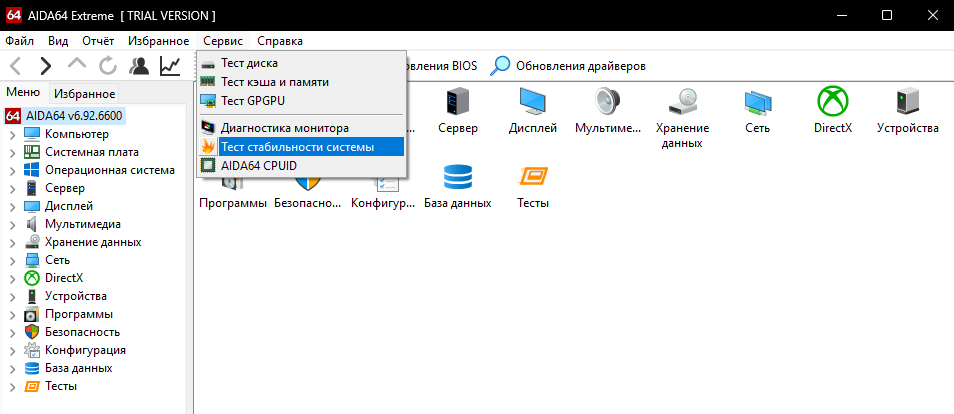 64 AIDA64 Extreme [ TRIAL VERSION ]
Файл Вид Отчёт Избранное Сервис Справка
новления BIOS Обновления драйверов
Тест диска
Тест кэша и памяти
Тест GPGPU
Диагностика монитора
Тест стабильности системы
AIDA64 CPUID
Меню Избранное
64 AIDA64 v6.92.6600
Компьютер
Системная плата
Операционная система
Сервер
Дисплей
Мультимедиа
Хранение данных
Сеть
DirectX
Устройства
Программы
Безопасность
Конфигурация
База данных
Тесты
Сервер Дисплей Мультиме... Хранение данных Сеть DirectX Устройства
Программы Безопасно... Конфигур... База данных Тесты